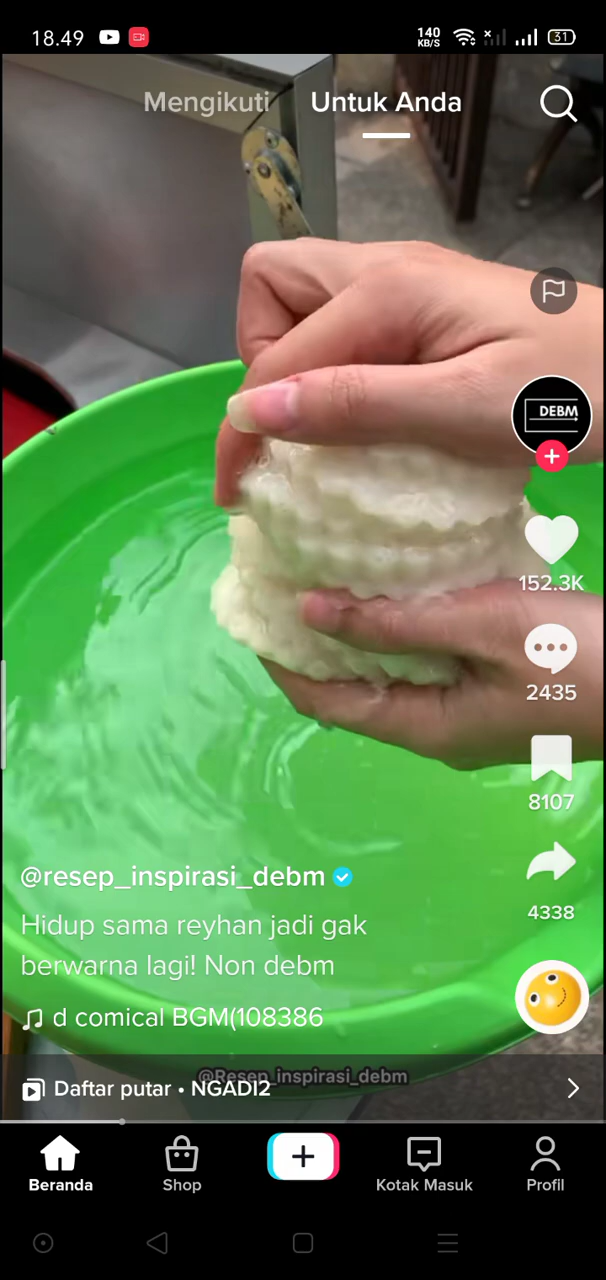 18.49
140
KB/S
31
Mengikuti
Untuk Anda
DEBM
152.3K
2435
8107
4338
@resep_inspirasi_debm
Hidup sama reyhan jadi gak
berwarna lagi! Non debm
d comical BGM(108386
@Resep_inspirasi_debm
Daftar putar • NGADI2
Beranda
Shop
Kotak Masuk
Profil